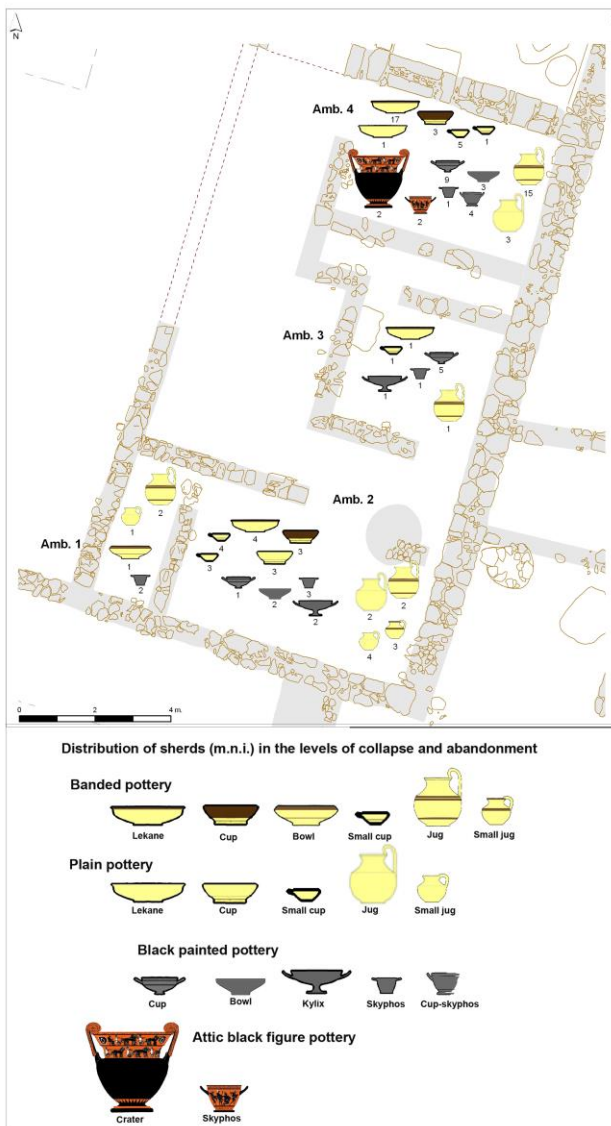 N
Amb. 4
17
3
1
5
1
9
3
15
2
2
1
4
3
Amb. 3
1
1
5
1
1
1
Amb. 2
2
1
4
4
3
Amb. 1
3
3
1
2
1
2
3
2
2
2
4
3
0 2 4 m.
Distribution of sherds (m.n.i.) in the levels of collapse and abandonment
Banded pottery
Lekane Cup Bowl Small cup Jug Small jug
Plain pottery
Lekane Cup Small cup Jug Small jug
Black painted pottery
Cup Bowl Kylix Skyphos Cup-skyphos
Attic black figure pottery
Crater Skyphos